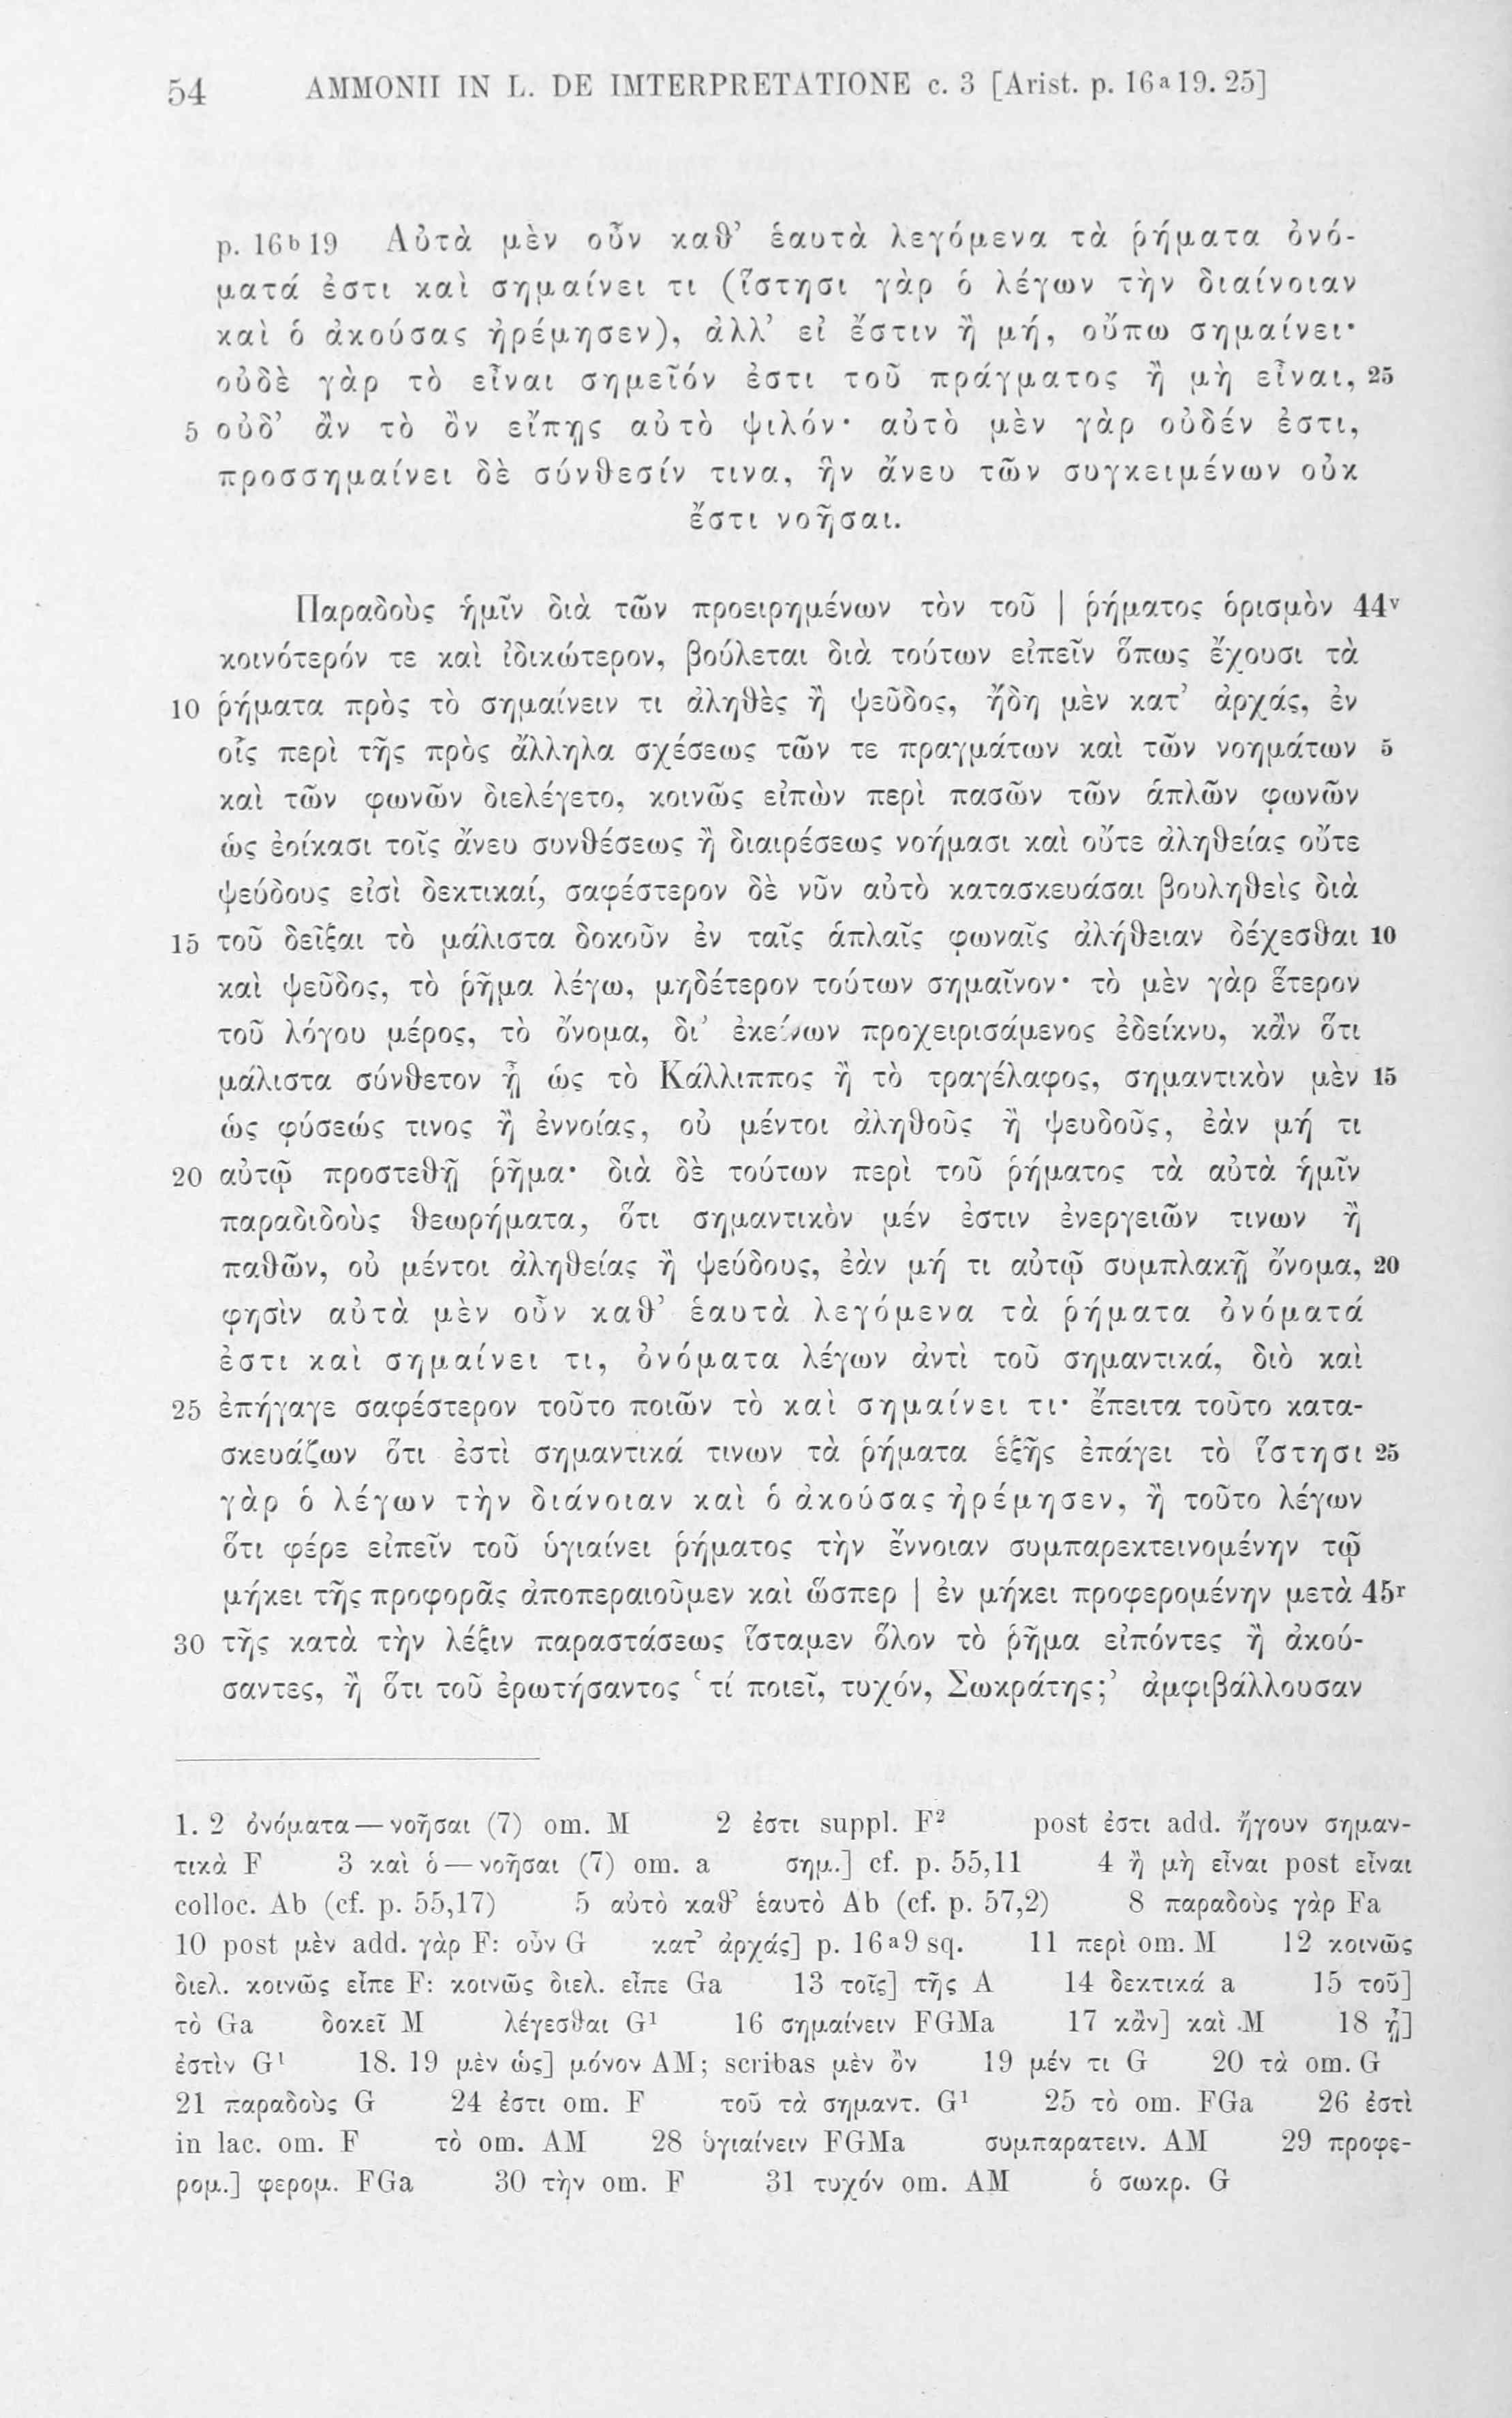 54 AMMONII IN L. DE IMTERPRETATIONE c. 3 [Arist. p. 16a19. 25]
p. 16b19 Αὐτὰ μὲν οὖν καθ’ ἑαυτὰ λεγόμενα τὰ ῥήματα ὀνό-
ματά ἐστι καὶ σημαίνει τι (ἵστησι γὰρ ὁ λέγων τὴν διαίνοιαν
καὶ ὁ ἀκούσας ἠρέμησεν), ἀλλ’ εἰ ἔστιν ἢ μή, οὔπω σημαίνει·
οὐδὲ γὰρ τὸ εἶναι σημεῖόν ἐστι τοῦ πράγματος ἢ μὴ εἶναι, 25
5 οὐδ’ ἂν τὸ ὂν εἴπῃς αὐτὸ ψιλόν· αὐτὸ μὲν γὰρ οὐδέν ἐστι,
προσσημαίνει δὲ σύνθεσίν τινα, ἣν ἄνευ τῶν συγκειμένων οὐκ
ἔστι νοῆσαι.
Παραδοὺς ἡμῖν διὰ τῶν προειρημένων τὸν τοῦ | ῥήματος ὁρισμὸν 44v
κοινότερόν τε καὶ ἰδικώτερον, βούλεται διὰ τούτων εἰπεῖν ὅπως ἔχουσι τὰ
10 ῥήματα πρὸς τὸ σημαίνειν τι ἀληθὲς ἢ ψεῦδος, ἤδη μὲν κατ’ ἀρχάς, ἐν
οἷς περὶ τῆς πρὸς ἄλληλα σχέσεως τῶν τε πραγμάτων καὶ τῶν νοημάτων 5
καὶ τῶν φωνῶν διελέγετο, κοινῶς εἰπὼν περὶ πασῶν τῶν ἁπλῶν φωνῶν
ὡς ἐοίκασι τοῖς ἄνευ συνθέσεως ἢ διαιρέσεως νοήμασι καὶ οὔτε ἀληθείας οὔτε
ψεύδους εἰσὶ δεκτικαί, σαφέστερον δὲ νῦν αὐτὸ κατασκευάσαι βουληθεὶς διὰ
15 τοῦ δεῖξαι τὸ μάλιστα δοκοῦν ἐν ταῖς ἁπλαῖς φωναῖς ἀλήθειαν δέχεσθαι 10
καὶ ψεῦδος, τὸ ῥῆμα λέγω, μηδέτερον τούτων σημαῖνον· τὸ μὲν γὰρ ἕτερον
τοῦ λόγου μέρος, τὸ ὄνομα, δι’ ἐκείνων προχειρισάμενος ἐδείκνυ, κἂν ὅτι
μάλιστα σύνθετον ᾖ ὡς τὸ Κάλλιππος ἢ τὸ τραγέλαφος, σημαντικὸν μὲν 15
ὡς φύσεώς τινος ἢ ἐννοίας, οὐ μέντοι ἀληθοῦς ἢ ψευδοῦς, ἐὰν μή τι
20 αὐτῷ προστεθῇ ῥῆμα· διὰ δὲ τούτων περὶ τοῦ ῥήματος τὰ αὐτὰ ἡμῖν
παραδιδοὺς θεωρήματα, ὅτι σημαντικὸν μέν ἐστιν ἐνεργειῶν τινων ἢ
παθῶν, οὐ μέντοι ἀληθείας ἢ ψεύδους, ἐὰν μή τι αὐτῷ συμπλακῇ ὄνομα, 20
φησὶν αὐτὰ μὲν οὖν καθ’ ἑαυτὰ λεγόμενα τὰ ῥήματα ὀνόματά
ἐστι καὶ σημαίνει τι, ὀνόματα λέγων ἀντὶ τοῦ σημαντικά, διὸ καὶ
25 ἐπήγαγε σαφέστερον τοῦτο ποιῶν τὸ καὶ σημαίνει τι· ἔπειτα τοῦτο κατα-
σκευάζων ὅτι ἐστὶ σημαντικά τινων τὰ ῥήματα ἑξῆς ἐπάγει τὸ ἵστησι 25
γὰρ ὁ λέγων τὴν διάνοιαν καὶ ὁ ἀκούσας ἠρέμησεν, ἢ τοῦτο λέγων
ὅτι φέρε εἰπεῖν τοῦ ὑγιαίνει ῥήματος τὴν ἔννοιαν συμπαρεκτεινομένην τῷ
μήκει τῆς προφορᾶς ἀποπεραιοῦμεν καὶ ὥσπερ | ἐν μήκει προφερομένην μετὰ 45r
30 τῆς κατὰ τὴν λέξιν παραστάσεως ἵσταμεν ὅλον τὸ ῥῆμα εἰπόντες ἢ ἀκού-
σαντες, ἢ ὅτι τοῦ ἐρωτήσαντος ‘τί ποιεῖ, τυχόν, Σωκράτης;’ ἀμφιβάλλουσαν
1. 2 ὀνόματα — νοῆσαι (7) om. M 2 ἐστι suppl. F² post ἐστι add. ἤγουν σημαν-
τικὰ F 3 καὶ ὁ — νοῆσαι (7) om. a σημ.] cf. p. 55,11 4 ἢ μὴ εἶναι post εἶναι
colloc. Ab (cf. p. 55,17) 5 αὐτὸ καθ’ ἑαυτὸ Ab (cf. p. 57,2) 8 παραδοὺς γὰρ Fa
10 post μὲν add. γὰρ F: οὖν G κατ’ ἀρχάς] p. 16a9 sq. 11 περὶ om. M 12 κοινῶς
διελ. κοινῶς εἶπε F: κοινῶς διελ. εἶπε Ga 13 τοῖς] τῆς A 14 δεκτικά a 15 τοῦ]
τὸ Ga δοκεῖ M λέγεσθαι G¹ 16 σημαίνειν FGMa 17 κἂν] καὶ M 18 ᾖ]
ἐστὶν G¹ 18. 19 μὲν ὡς] μόνον AM; scribas μὲν ὂν 19 μέν τι G 20 τὰ om. G
21 παραδοὺς G 24 ἐστι om. F τοῦ τὰ σημαντ. G¹ 25 τὸ om. FGa 26 ἐστὶ
in lac. om. F τὸ om. AM 28 ὑγιαίνειν FGMa συμπαρατειν. AM 29 προφε-
ρομ.] φερομ. FGa 30 τὴν om. F 31 τυχόν om. AM ὁ σωκρ. G